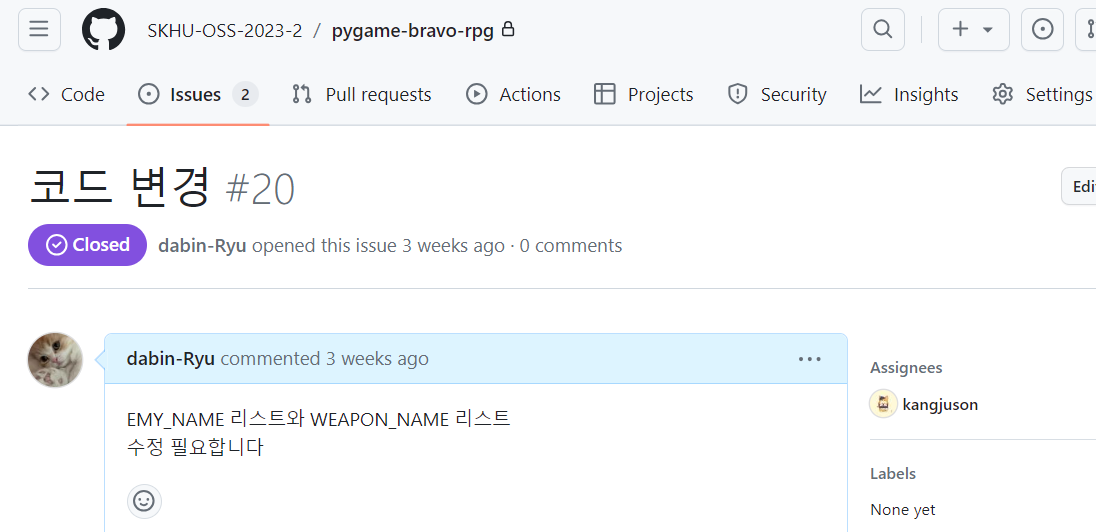 SKHU-OSS-2023-2 / pygame-bravo-rpg
Code Issues 2 Pull requests Actions Projects Security Insights Settings
코드 변경 #20
Closed dabin-Ryu opened this issue 3 weeks ago · 0 comments
dabin-Ryu commented 3 weeks ago
EMY_NAME 리스트와 WEAPON_NAME 리스트
수정 필요합니다
Assignees
kangjuson
Labels
None yet